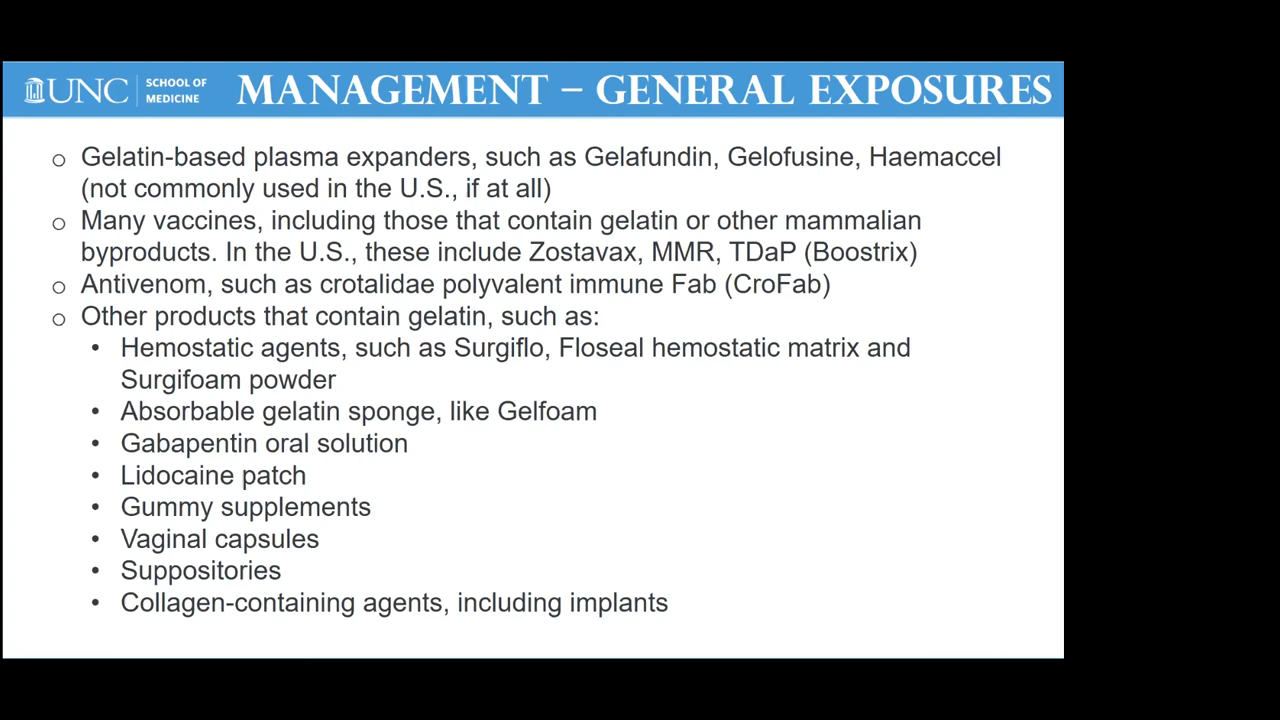 UNC SCHOOL OF MEDICINE
MANAGEMENT – GENERAL EXPOSURES
o Gelatin-based plasma expanders, such as Gelafundin, Gelofusine, Haemaccel
(not commonly used in the U.S., if at all)
o Many vaccines, including those that contain gelatin or other mammalian
byproducts. In the U.S., these include Zostavax, MMR, TDaP (Boostrix)
o Antivenom, such as crotalidae polyvalent immune Fab (CroFab)
o Other products that contain gelatin, such as:
• Hemostatic agents, such as Surgiflo, Floseal hemostatic matrix and
Surgifoam powder
• Absorbable gelatin sponge, like Gelfoam
• Gabapentin oral solution
• Lidocaine patch
• Gummy supplements
• Vaginal capsules
• Suppositories
• Collagen-containing agents, including implants